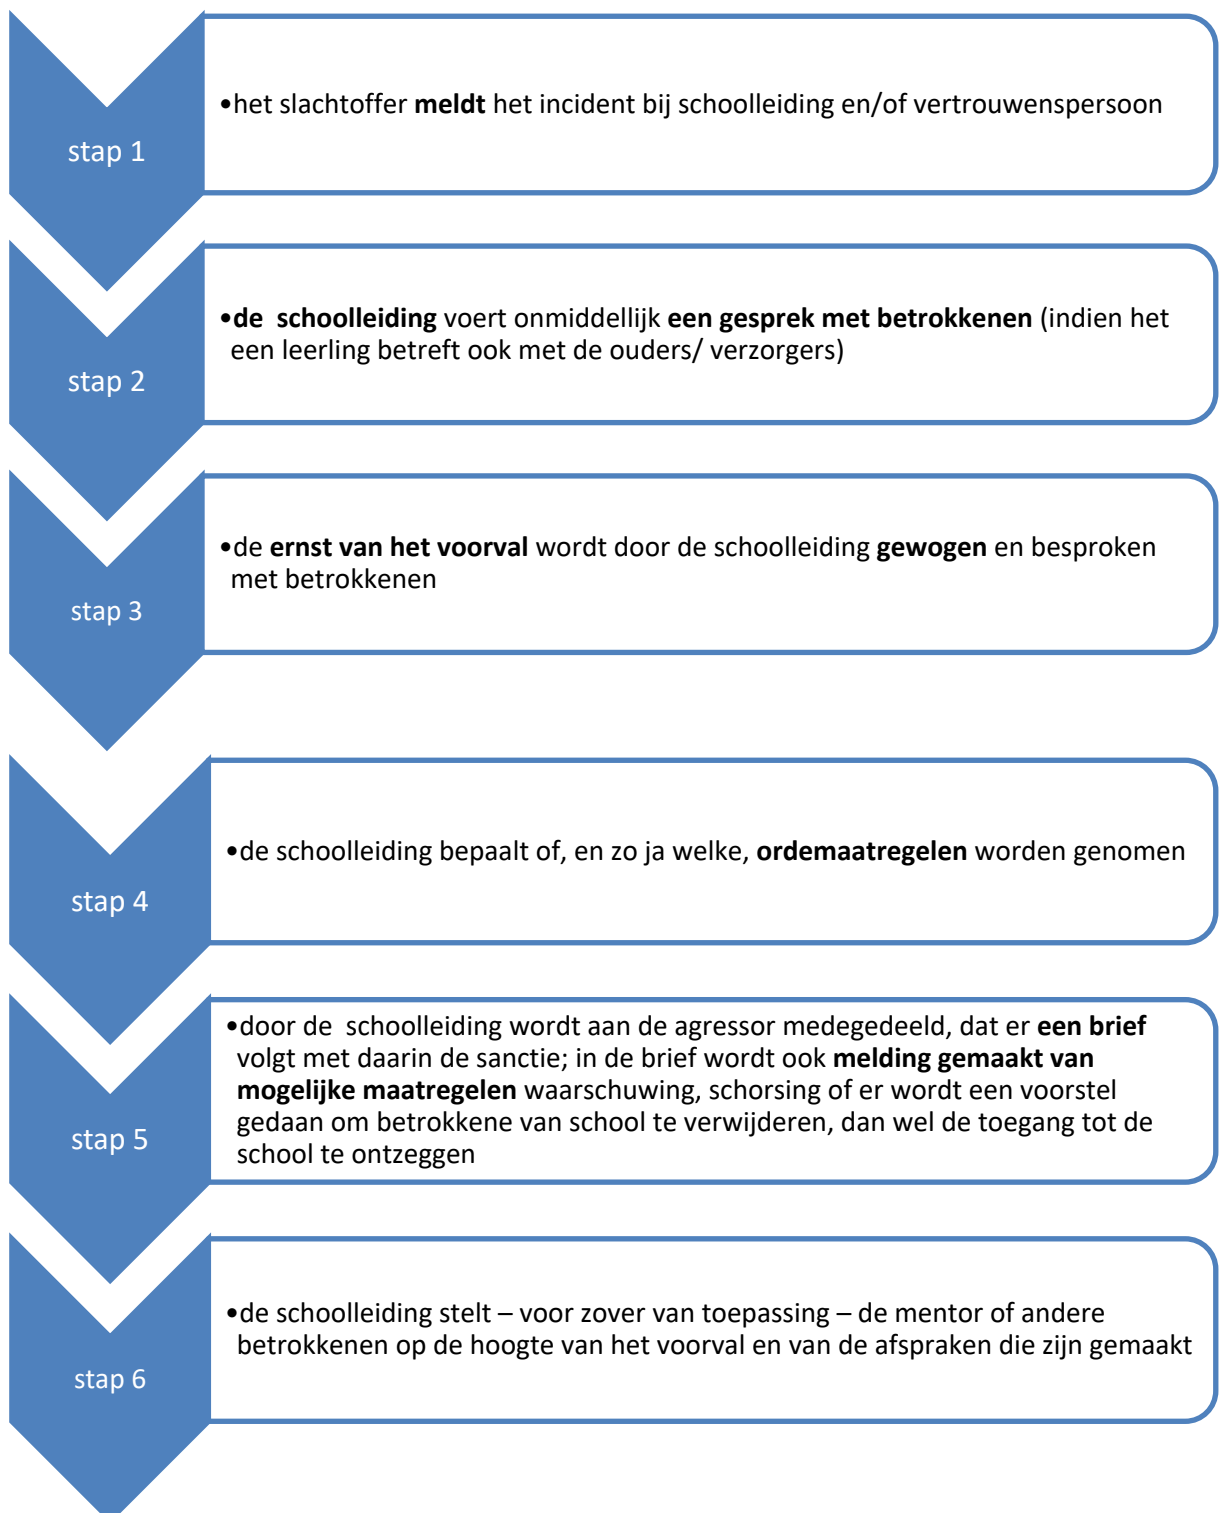 stap 1
•het slachtoffer meldt het incident bij schoolleiding en/of vertrouwenspersoon
stap 2
•de  schoolleiding voert onmiddellijk een gesprek met betrokkenen (indien het
een leerling betreft ook met de ouders/ verzorgers)
stap 3
•de ernst van het voorval wordt door de schoolleiding gewogen en besproken
met betrokkenen
stap 4
•de schoolleiding bepaalt of, en zo ja welke, ordemaatregelen worden genomen
stap 5
•door de  schoolleiding wordt aan de agressor medegedeeld, dat er een brief
volgt met daarin de sanctie; in de brief wordt ook melding gemaakt van
mogelijke maatregelen waarschuwing, schorsing of er wordt een voorstel
gedaan om betrokkene van school te verwijderen, dan wel de toegang tot de
school te ontzeggen
stap 6
•de schoolleiding stelt – voor zover van toepassing – de mentor of andere
betrokkenen op de hoogte van het voorval en van de afspraken die zijn gemaakt